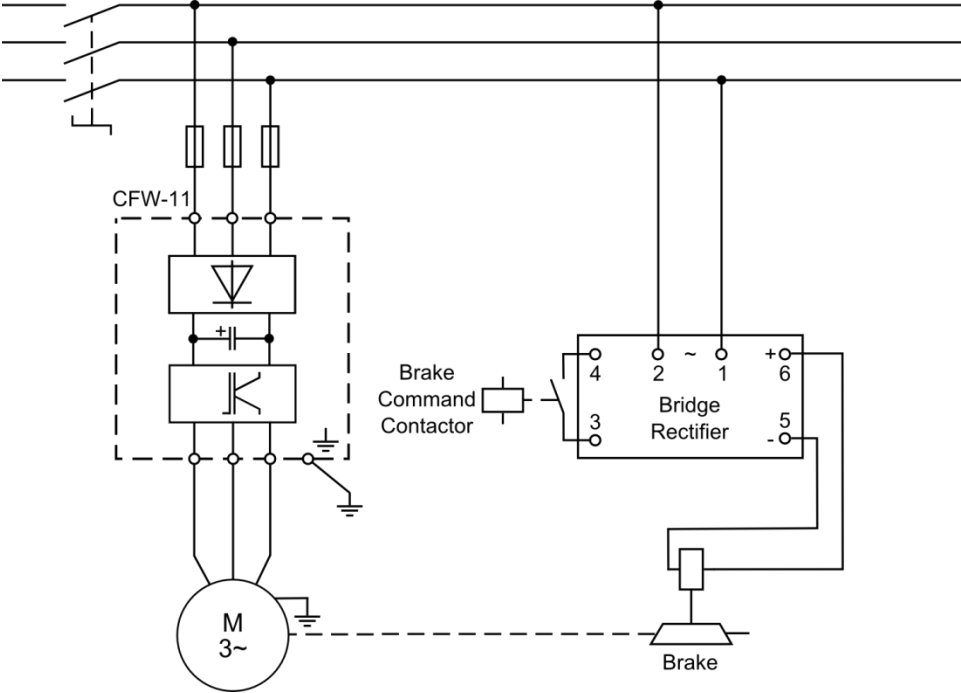 CFW-11
+
Brake
Command
Contactor
4
2
~
1
+
6
3
Bridge
Rectifier
5
-
M
3~
Brake